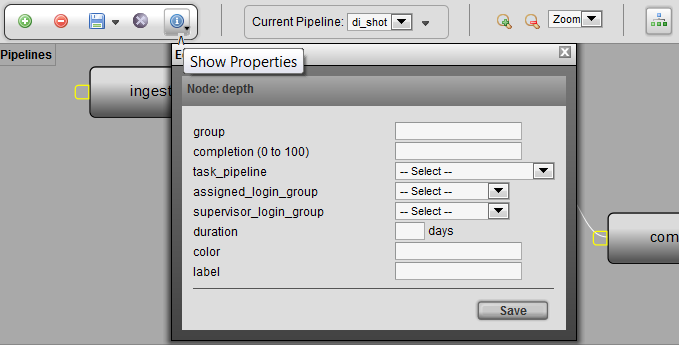 Current Pipeline: di_shot
Zoom
Pipelines
Show Properties
ingest
Node: depth
group
completion (0 to 100)
task_pipeline -- Select --
assigned_login_group -- Select --
supervisor_login_group -- Select --
duration days
color
label
com
Save